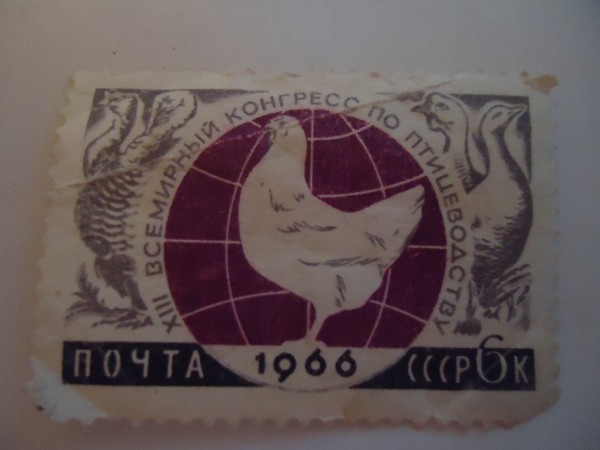 XIII ВСЕМИРНЫЙ КОНГРЕСС ПО ПТИЦЕВОДСТВУ
ПОЧТА 1966 СССР 6К